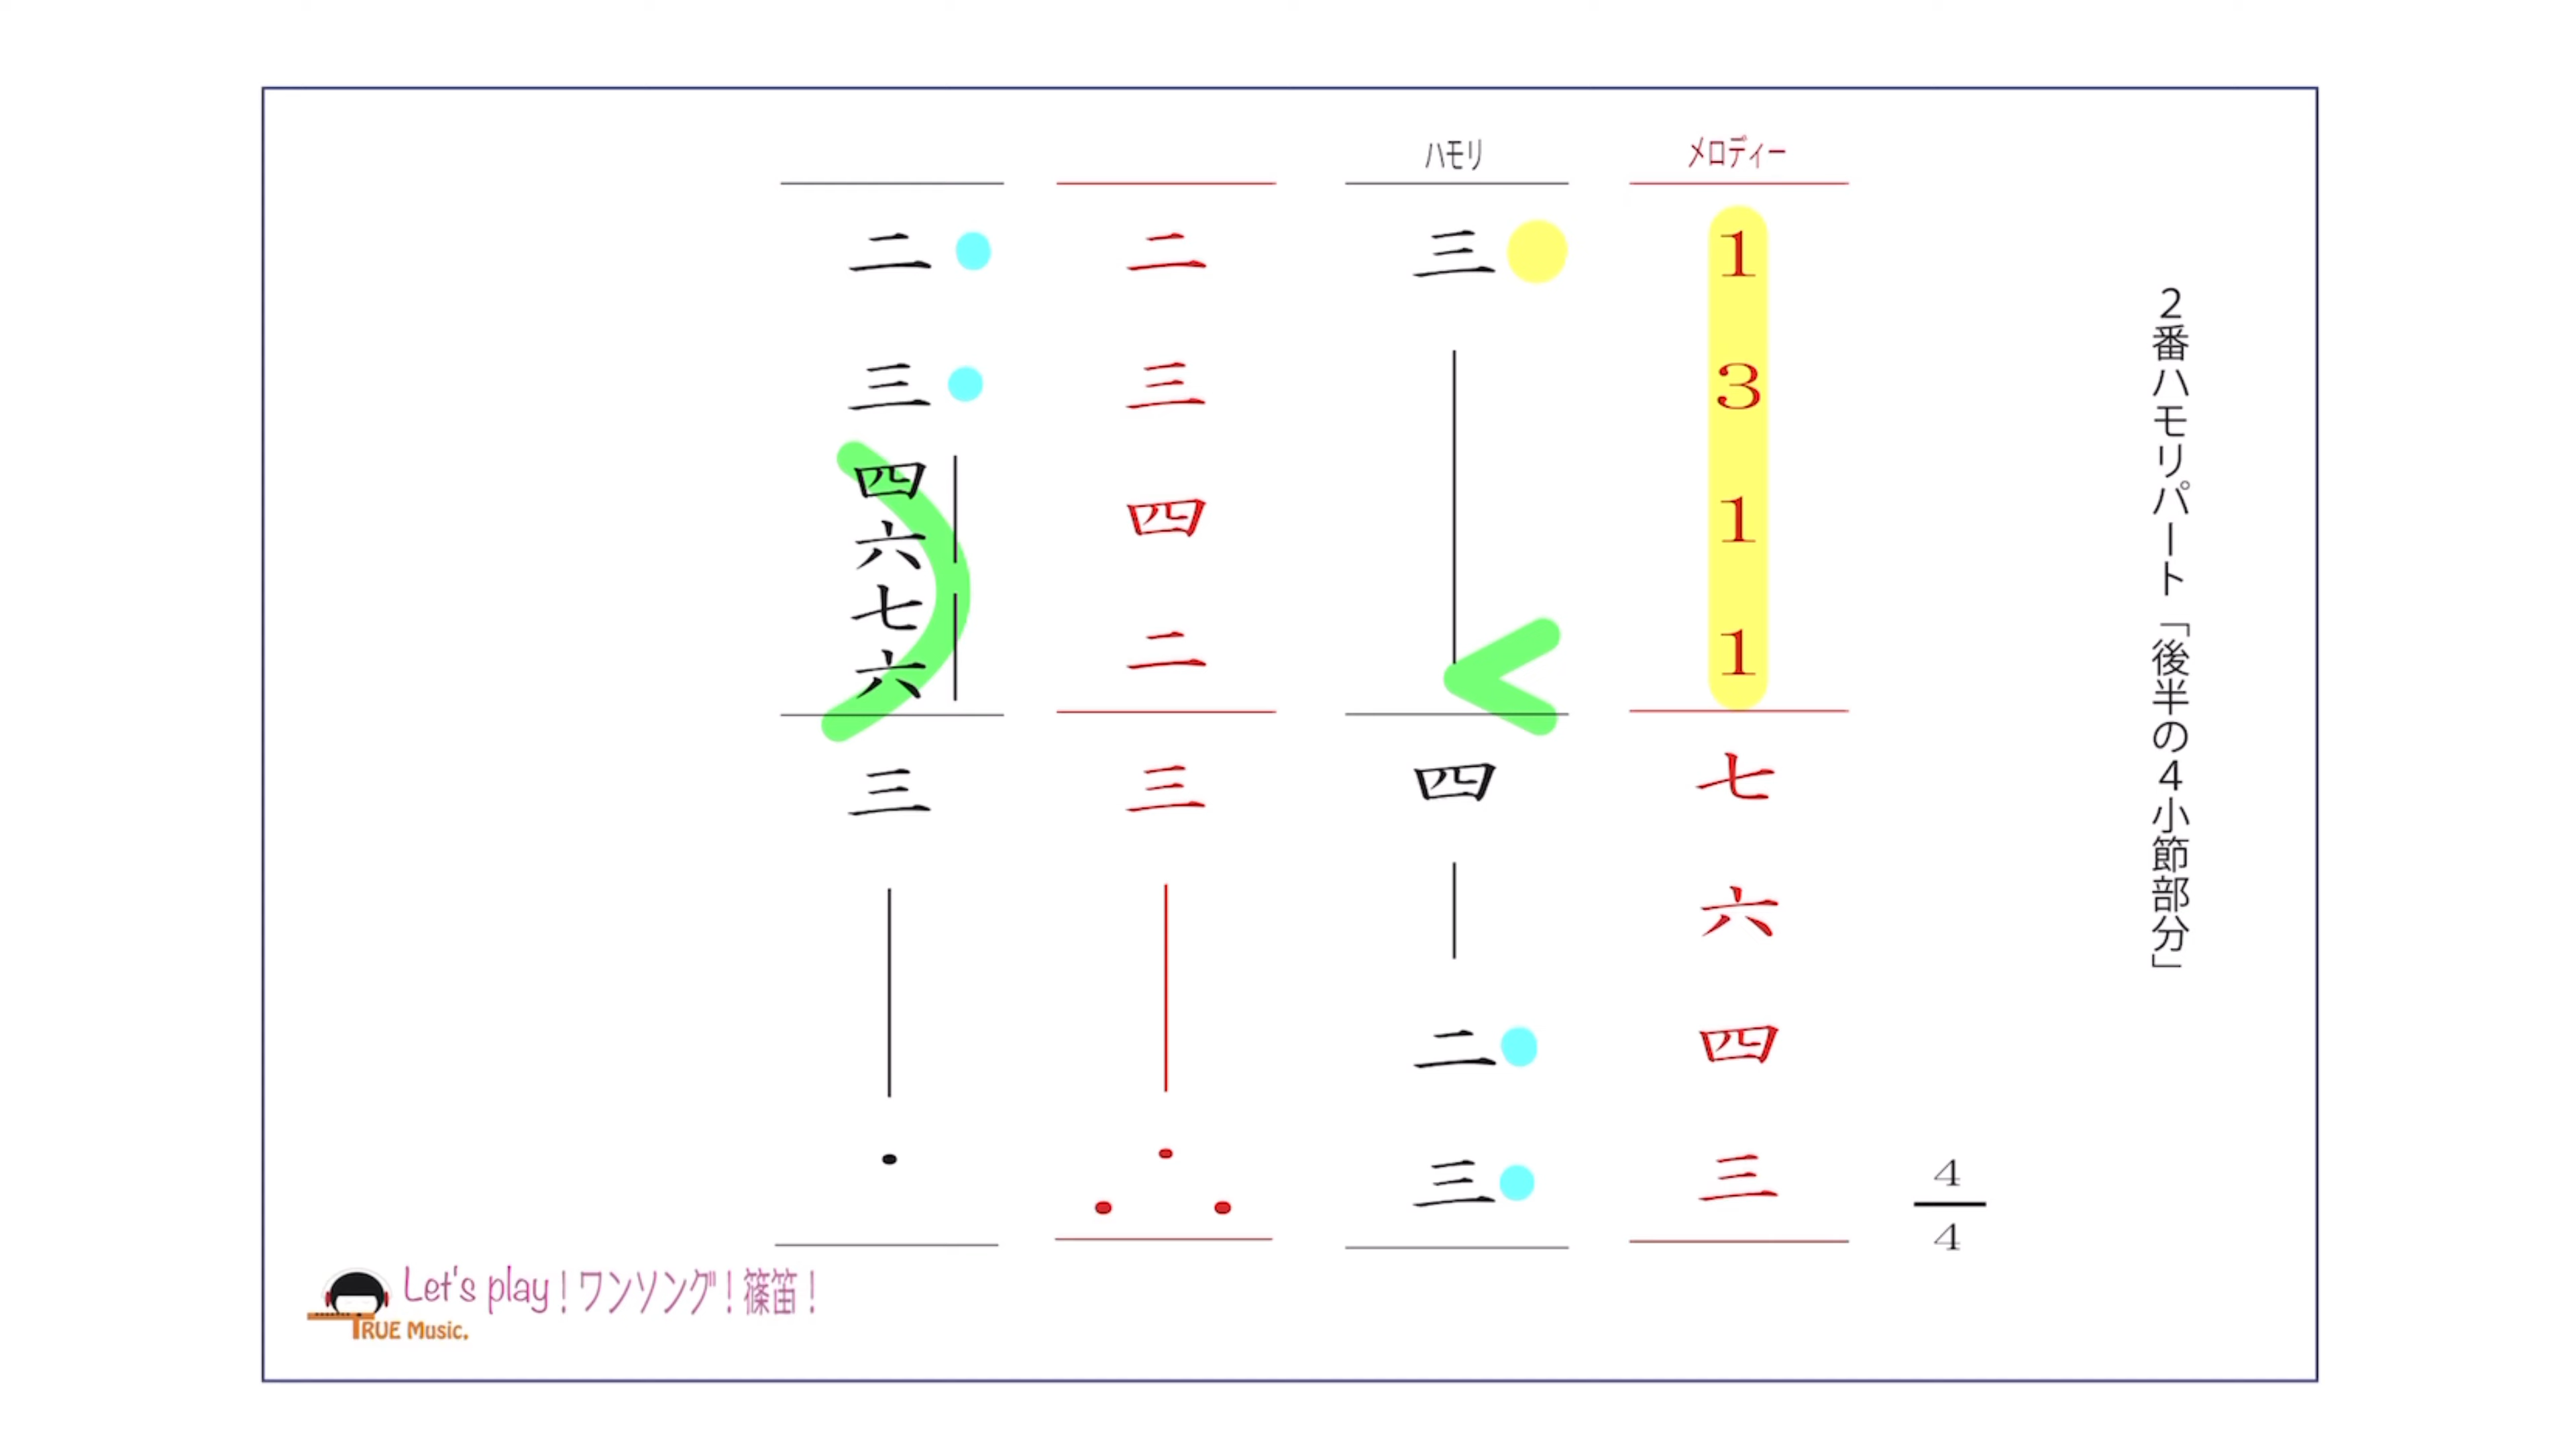 2番ハモリパート「後半の4小節部分」
4
4
メロディー
1
3
1
1
七
六
四
三
ハモリ
三
四
二
三
二
三
四
二
三
二
三
四
六
七
六
三
Let's play！ワンソング！篠笛！
TRUE Music.